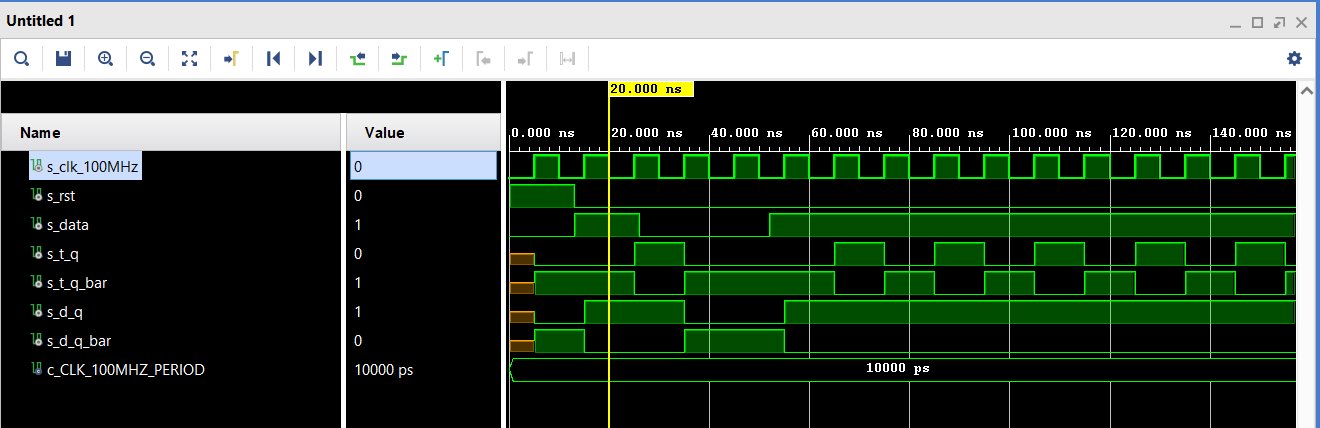 Untitled 1
20.000 ns
Name Value
0.000 ns 20.000 ns 40.000 ns 60.000 ns 80.000 ns 100.000 ns 120.000 ns 140.000 ns
s_clk_100MHz 0
s_rst 0
s_data 1
s_t_q 0
s_t_q_bar 1
s_d_q 1
s_d_q_bar 0
c_CLK_100MHZ_PERIOD 10000 ps 10000 ps